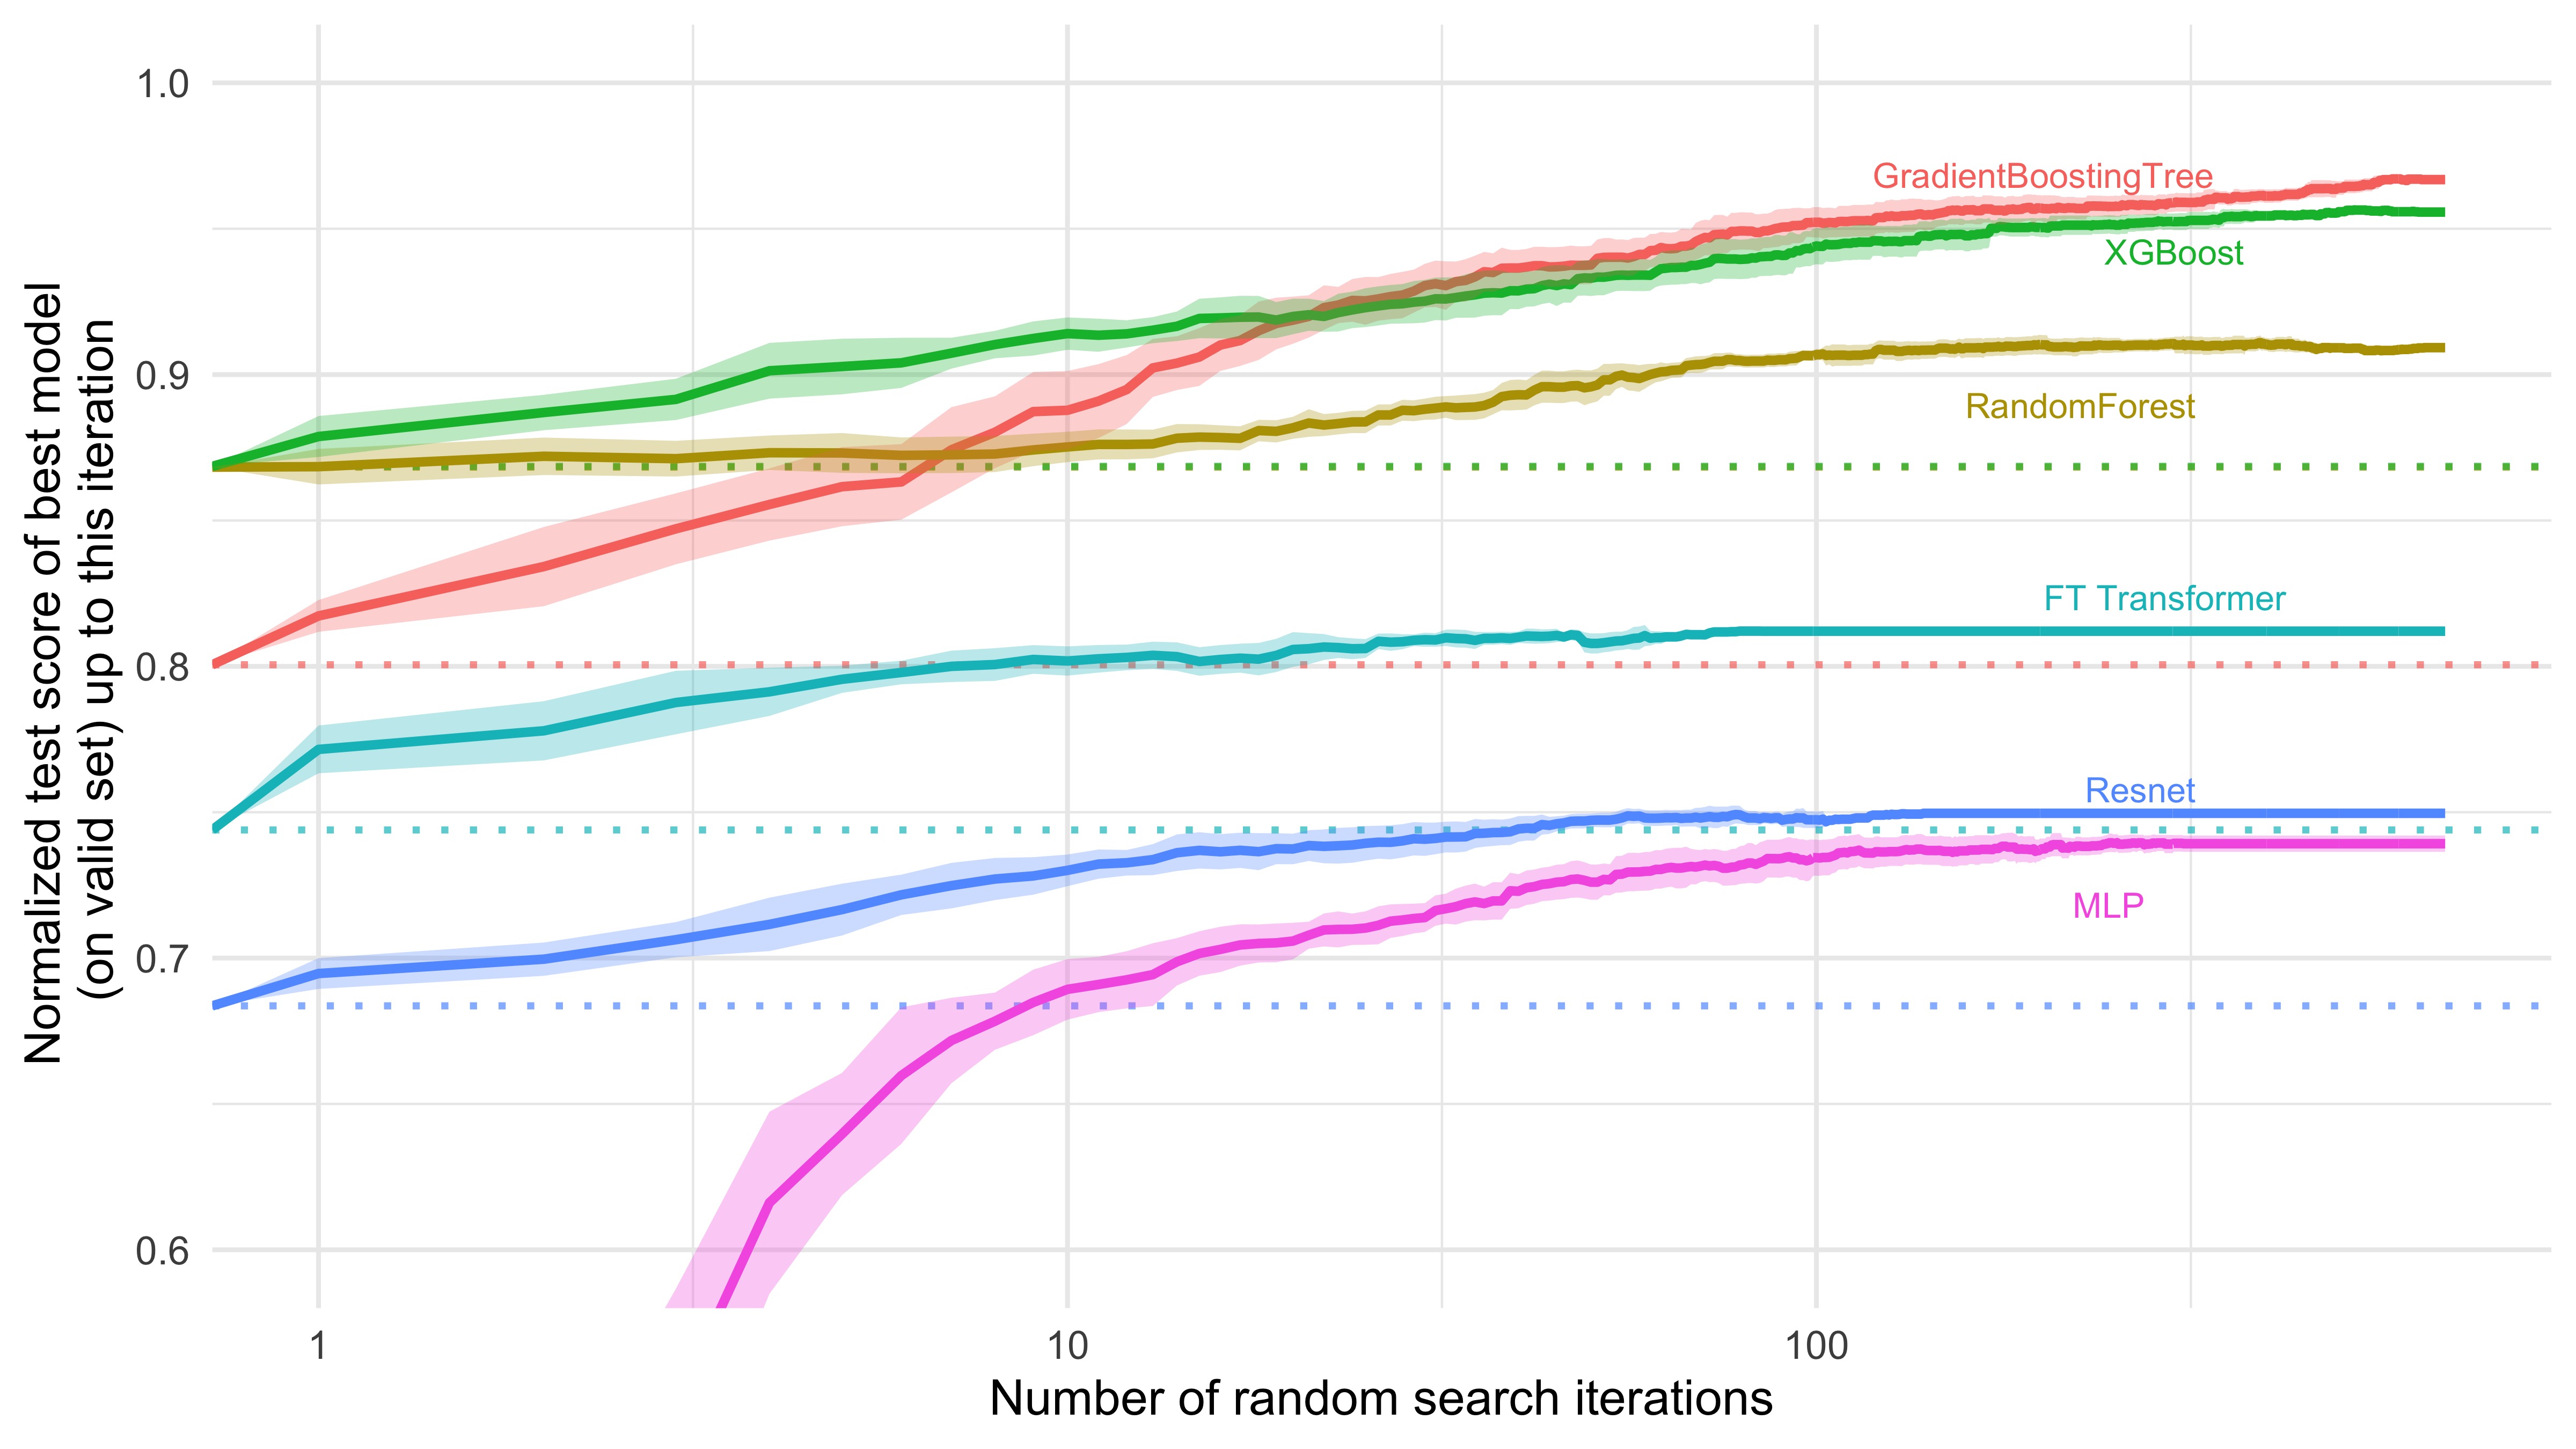 Normalized test score of best model
(on valid set) up to this iteration
1.0
0.9
0.8
0.7
0.6
GradientBoostingTree
XGBoost
RandomForest
FT Transformer
Resnet
MLP
1
10
100
Number of random search iterations